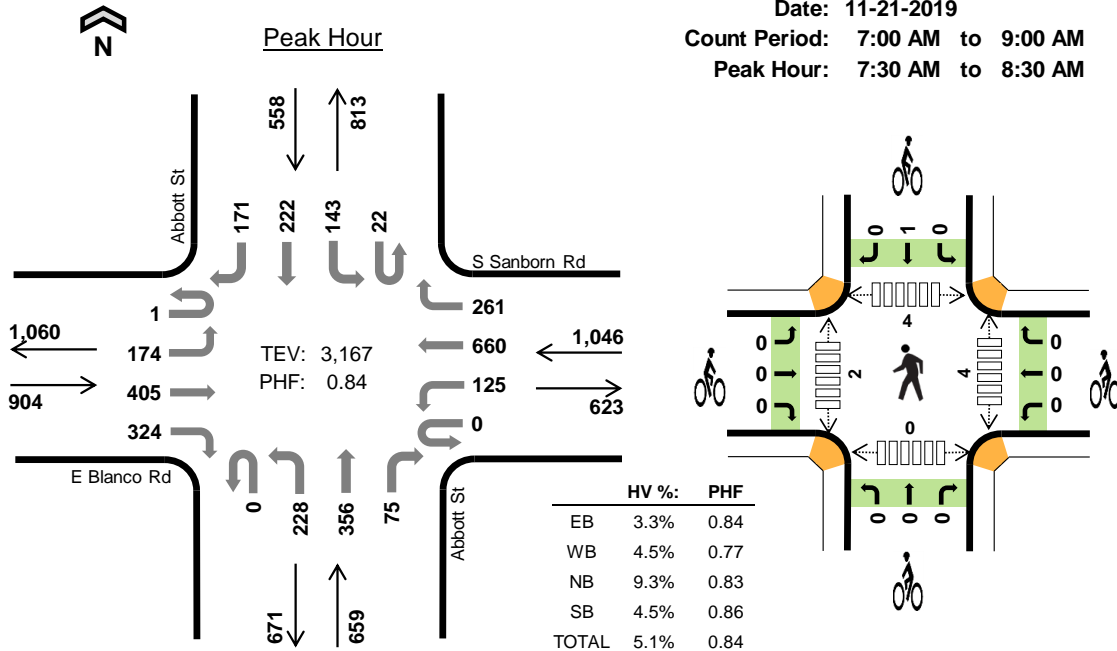 Date: 11-21-2019
Count Period: 7:00 AM to 9:00 AM
Peak Hour: 7:30 AM to 8:30 AM
N
Peak Hour
558
813
Abbott St
171
222
143
22
S Sanborn Rd
1
174
405
324
1,060
904
TEV: 3,167
PHF: 0.84
261
660
125
0
1,046
623
E Blanco Rd
0
228
356
75
Abbott St
671
659
HV %: PHF
EB 3.3% 0.84
WB 4.5% 0.77
NB 9.3% 0.83
SB 4.5% 0.86
TOTAL 5.1% 0.84
0 1 0
4
0
0
0
2
4
0
0
0
0
0 0 0